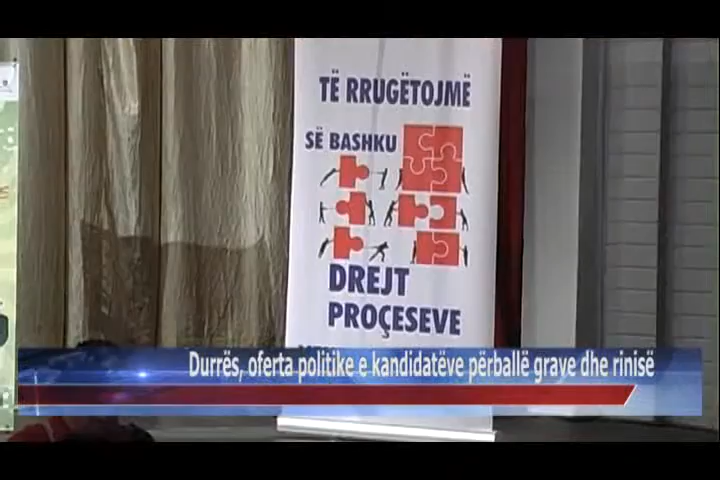 TË RRUGËTOJMË
SË BASHKU
DREJT
PROÇESEVE
Durrës, oferta politike e kandidatëve përballë grave dhe rinisë